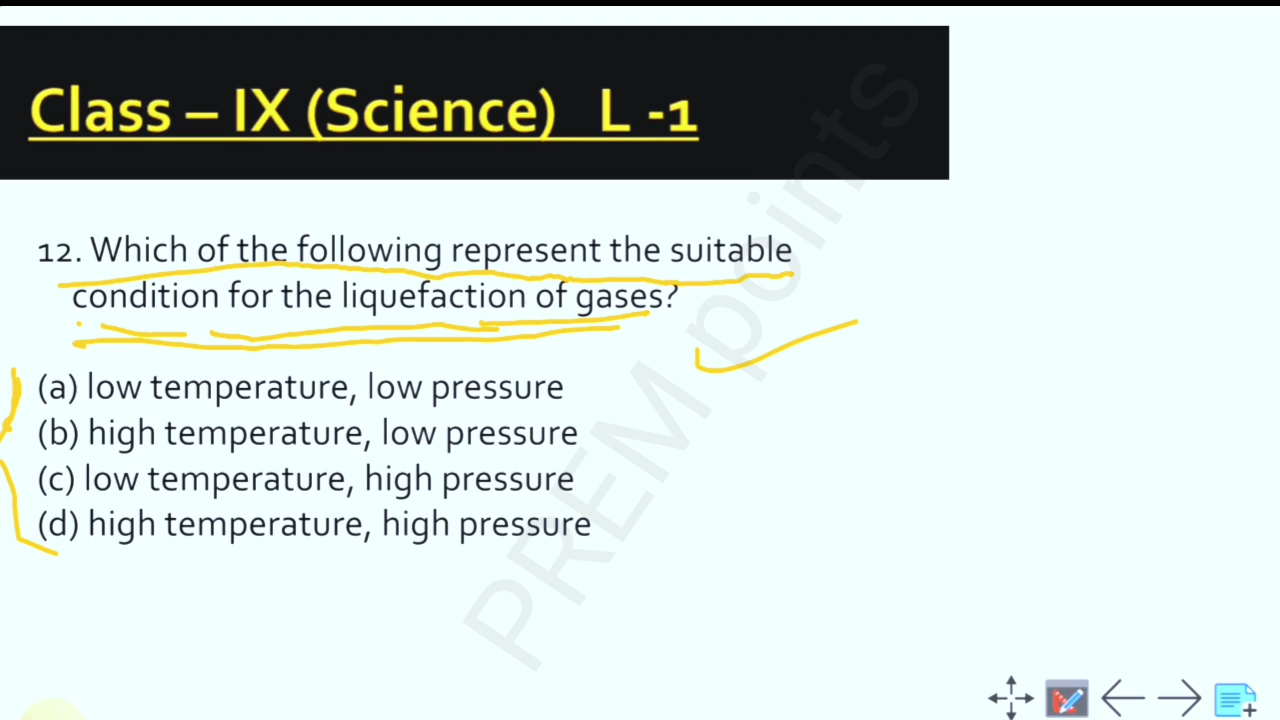 Class – IX (Science) L -1
12. Which of the following represent the suitable
condition for the liquefaction of gases?
(a) low temperature, low pressure
(b) high temperature, low pressure
(c) low temperature, high pressure
(d) high temperature, high pressure
PREM points